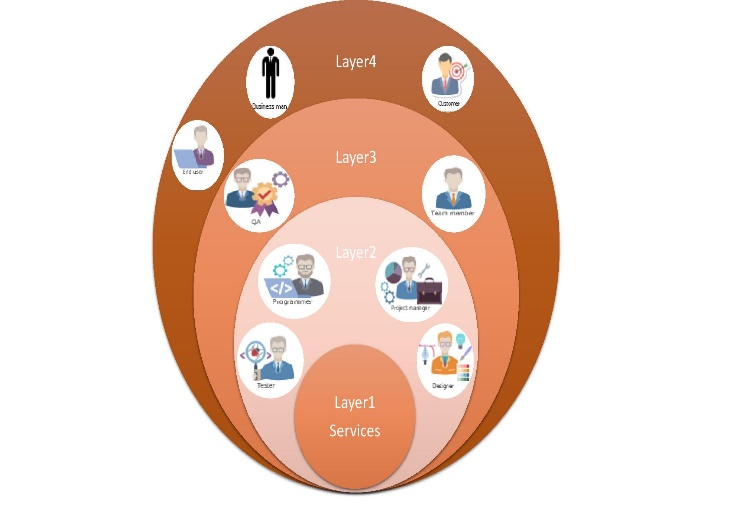 Layer4
Business man
Customer
End user
Layer3
QA
Team member
Layer2
Programmer
Project manager
Tester
Designer
Layer1
Services